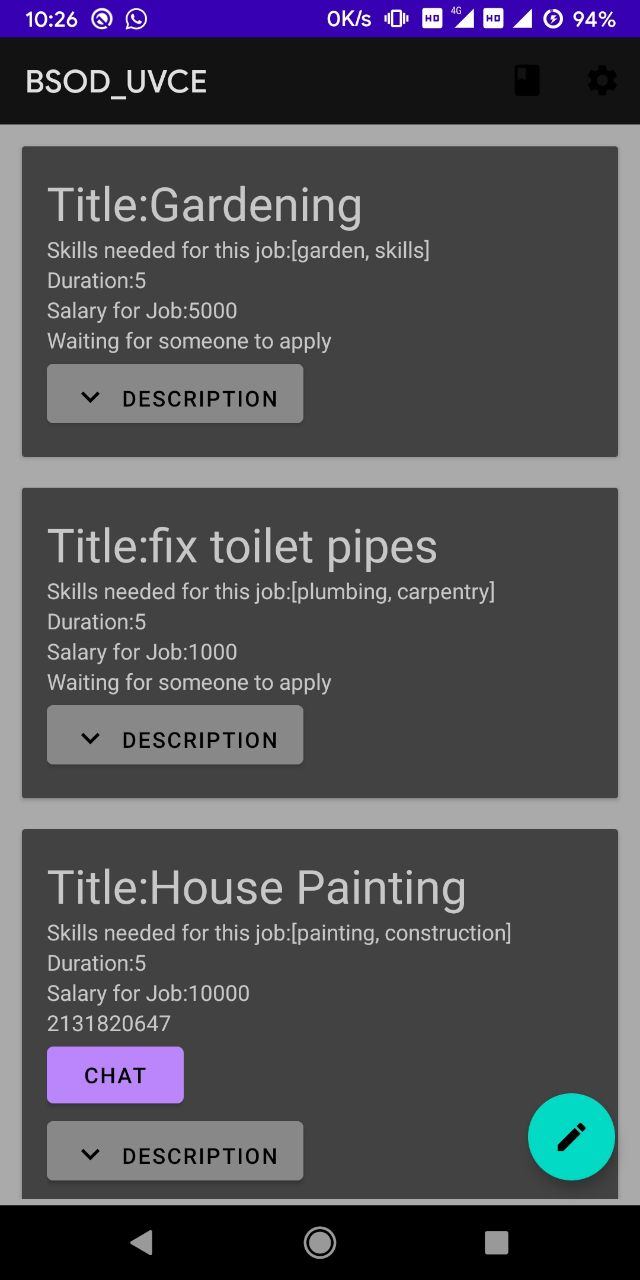 10:26 0K/s HD 4G HD 94%
BSOD_UVCE
Title:Gardening
Skills needed for this job:[garden, skills]
Duration:5
Salary for Job:5000
Waiting for someone to apply
DESCRIPTION
Title:fix toilet pipes
Skills needed for this job:[plumbing, carpentry]
Duration:5
Salary for Job:1000
Waiting for someone to apply
DESCRIPTION
Title:House Painting
Skills needed for this job:[painting, construction]
Duration:5
Salary for Job:10000
2131820647
CHAT
DESCRIPTION